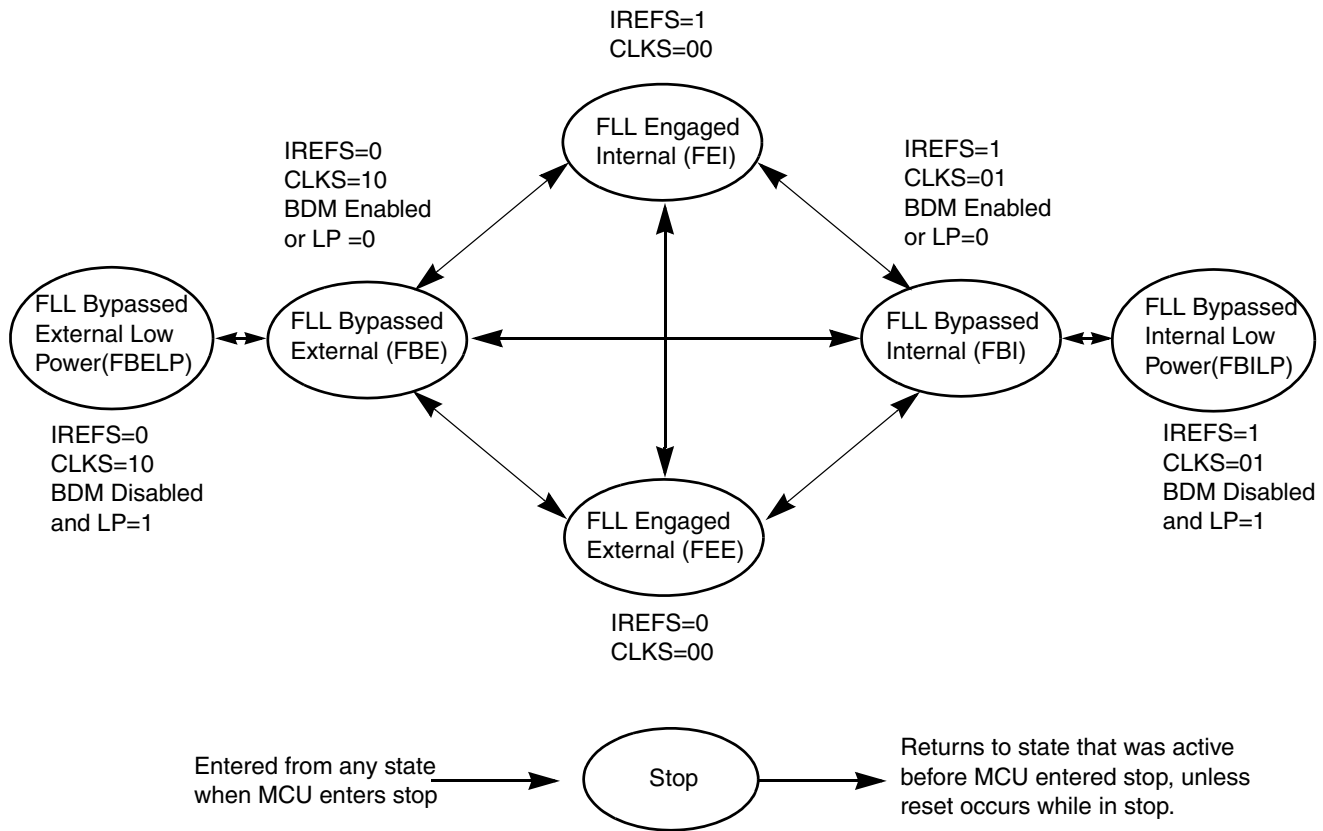 IREFS=1
CLKS=00
FLL Engaged
Internal (FEI)
IREFS=0
CLKS=10
BDM Enabled
or LP =0
IREFS=1
CLKS=01
BDM Enabled
or LP=0
FLL Bypassed
External Low
Power(FBELP)
FLL Bypassed
External (FBE)
FLL Bypassed
Internal (FBI)
FLL Bypassed
Internal Low
Power(FBILP)
IREFS=0
CLKS=10
BDM Disabled
and LP=1
IREFS=1
CLKS=01
BDM Disabled
and LP=1
FLL Engaged
External (FEE)
IREFS=0
CLKS=00
Entered from any state
when MCU enters stop
Stop
Returns to state that was active
before MCU entered stop, unless
reset occurs while in stop.